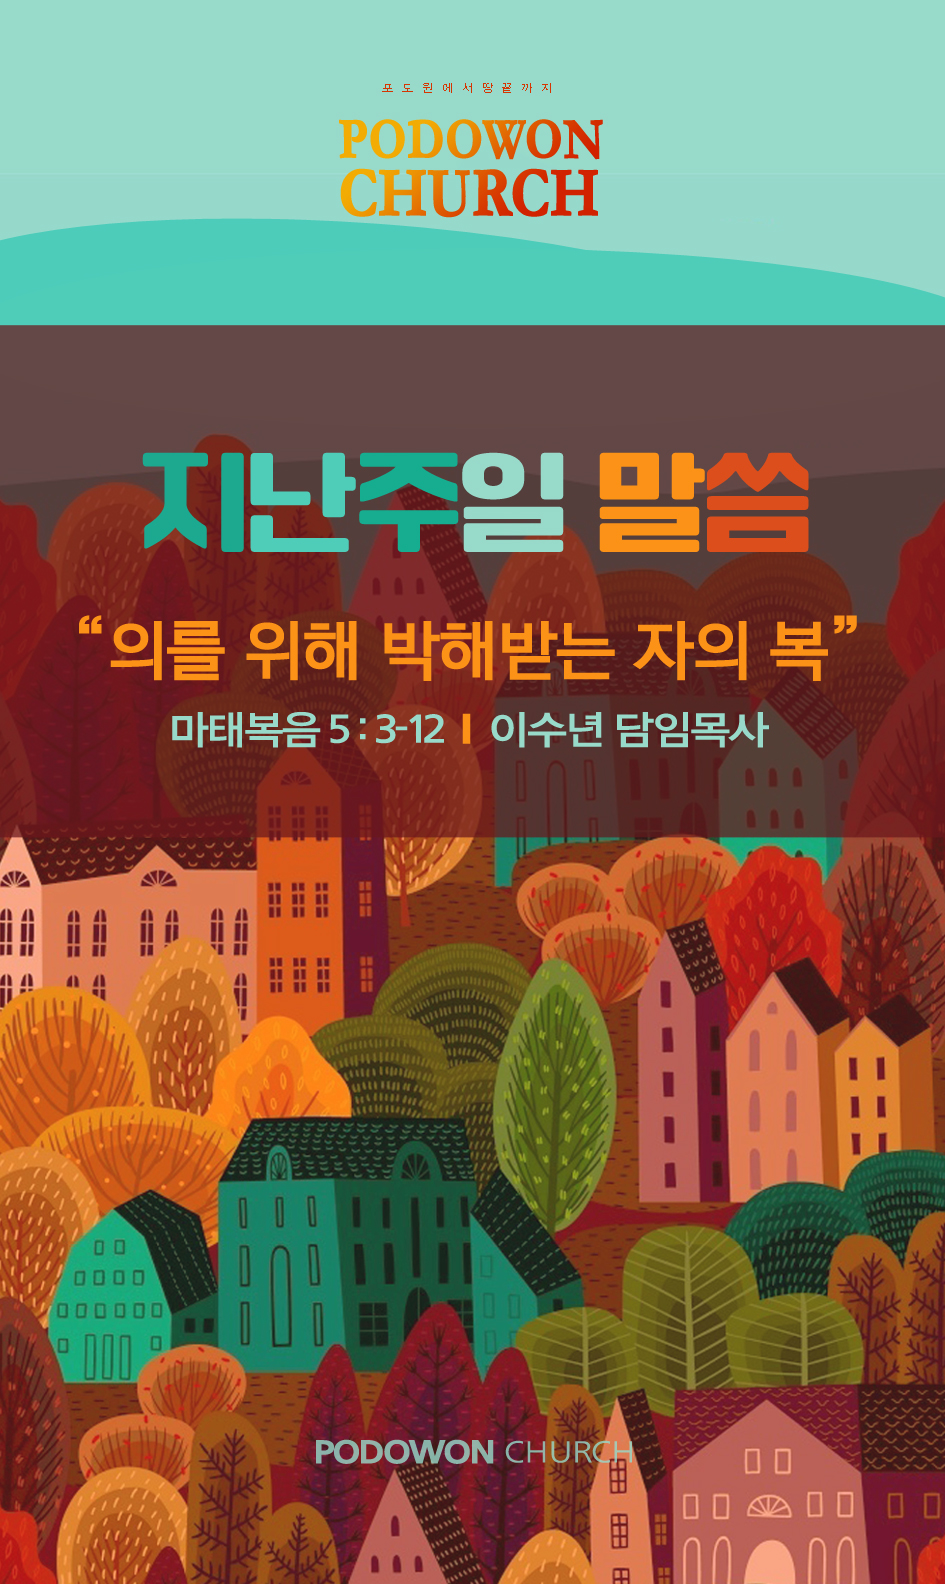 포도원에서땅끝까지
PODOWON
CHURCH
지난주일 말씀
“의를 위해 박해받는 자의 복”
마태복음 5 : 3-12 | 이수년 담임목사
PODOWON CHURCH